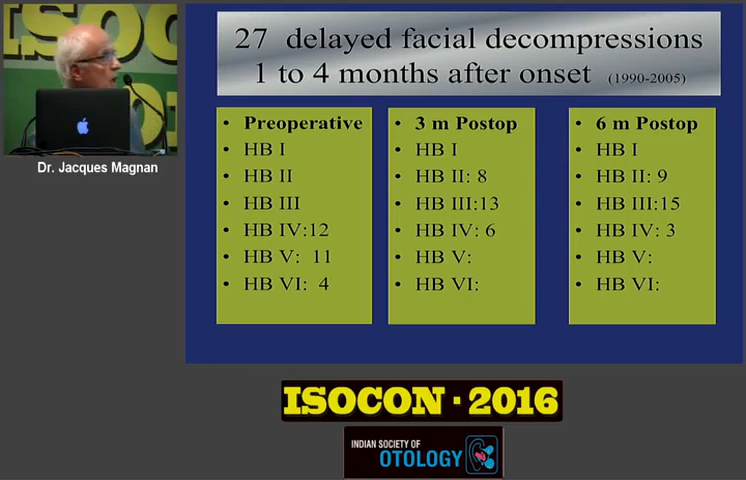 ISOCON
Dr. Jacques Magnan
27 delayed facial decompressions
1 to 4 months after onset (1990-2005)
• Preoperative
• HB I
• HB II
• HB III
• HB IV:12
• HB V: 11
• HB VI: 4
• 3 m Postop
• HB I
• HB II: 8
• HB III:13
• HB IV: 6
• HB V:
• HB VI:
• 6 m Postop
• HB I
• HB II: 9
• HB III:15
• HB IV: 3
• HB V:
• HB VI:
ISOCON · 2016
INDIAN SOCIETY OF
OTOLOGY